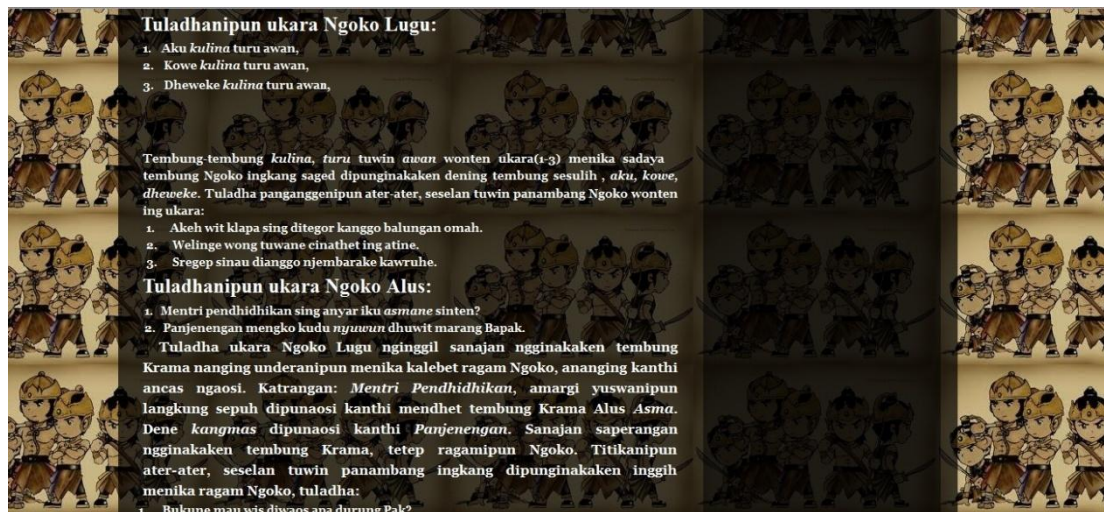 Tuladhanipun ukara Ngoko Lugu:
1. Aku kulina turu awan,
2. Kowe kulina turu awan,
3. Dheweke kulina turu awan,
Tembung-tembung kulina, turu tuwin awan wonten ukara(1-3) menika sadaya
tembung Ngoko ingkang saged dipunginakaken dening tembung sesulih , aku, kowe,
dheweke. Tuladha panganggenipun ater-ater, seselan tuwin panambang Ngoko wonten
ing ukara:
1. Akeh wit klapa sing ditegor kanggo balungan omah.
2. Welinge wong tuwane cinathet ing atine.
3. Sregep sinau dianggo njembarake kawruhe.
Tuladhanipun ukara Ngoko Alus:
1. Mentri pendhidhikan sing anyar iku asmane sinten?
2. Panjenengan mengko kudu nyuwun dhuwit marang Bapak.
Tuladha ukara Ngoko Lugu nginggil sanajan ngginakaken tembung
Krama nanging underanipun menika kalebet ragam Ngoko, ananging kanthi
ancas ngaosi. Katrangan: Mentri Pendhidhikan, amargi yuswanipun
langkung sepuh dipunaosi kanthi mendhet tembung Krama Alus Asma.
Dene kangmas dipunaosi kanthi Panjenengan. Sanajan saperangan
ngginakaken tembung Krama, tetep ragamipun Ngoko. Titikanipun
ater-ater, seselan tuwin panambang ingkang dipunginakaken inggih
menika ragam Ngoko, tuladha:
1. Bukune mau wis diwaos apa durung Pak?